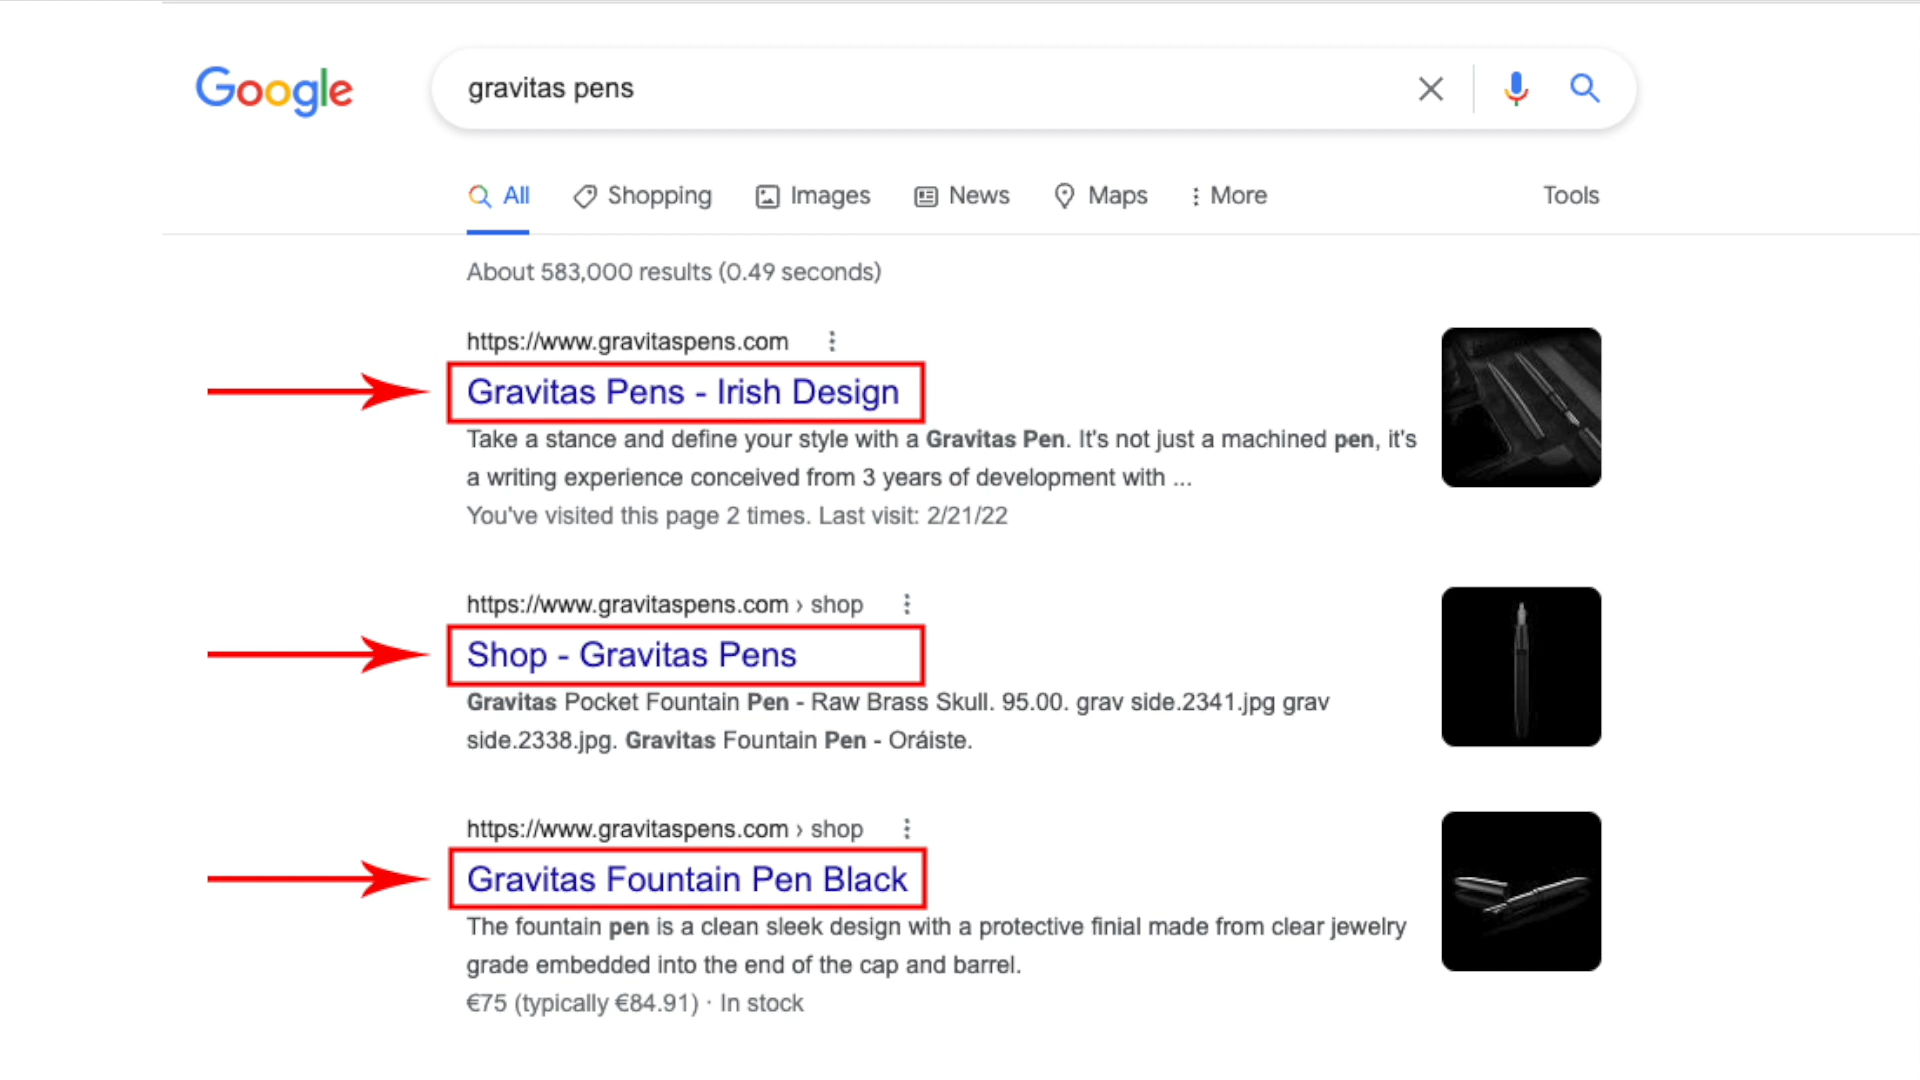 Google
gravitas pens
All Shopping Images News Maps More Tools
About 583,000 results (0.49 seconds)
https://www.gravitaspens.com
Gravitas Pens - Irish Design
Take a stance and define your style with a Gravitas Pen. It's not just a machined pen, it's
a writing experience conceived from 3 years of development with ...
You've visited this page 2 times. Last visit: 2/21/22
https://www.gravitaspens.com › shop
Shop - Gravitas Pens
Gravitas Pocket Fountain Pen - Raw Brass Skull. 95.00. grav side.2341.jpg grav
side.2338.jpg. Gravitas Fountain Pen - Oráiste.
https://www.gravitaspens.com › shop
Gravitas Fountain Pen Black
The fountain pen is a clean sleek design with a protective finial made from clear jewelry
grade embedded into the end of the cap and barrel.
€75 (typically €84.91) · In stock